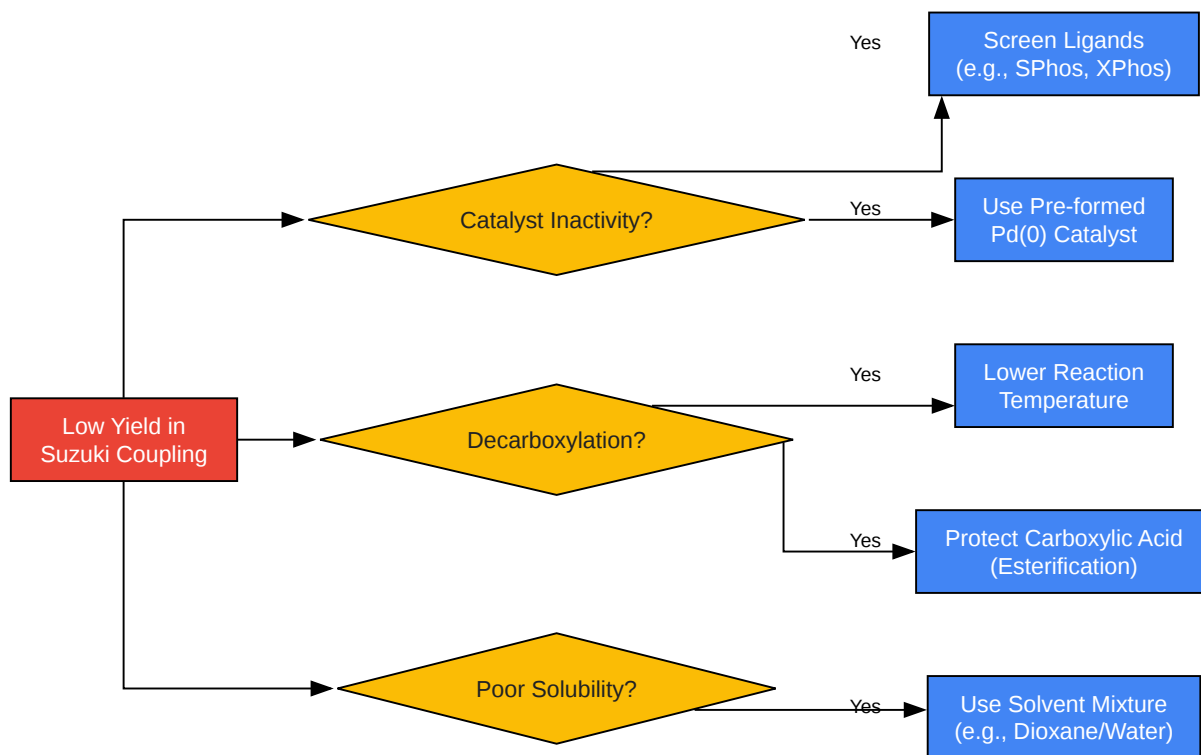 Yes
Screen Ligands
(e.g., SPhos, XPhos)
Catalyst Inactivity?
Yes
Use Pre-formed
Pd(0) Catalyst
Low Yield in
Suzuki Coupling
Decarboxylation?
Yes
Lower Reaction
Temperature
Yes
Protect Carboxylic Acid
(Esterification)
Poor Solubility?
Yes
Use Solvent Mixture
(e.g., Dioxane/Water)